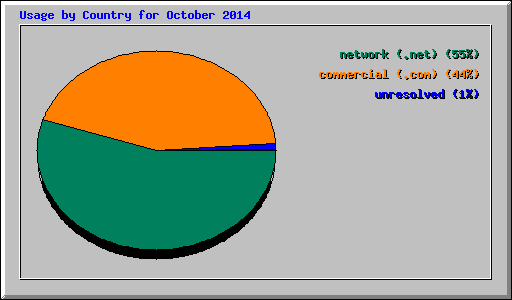 Usage by Country for October 2014
network (.net) (55%)
commercial (.com) (44%)
unresolved (1%)